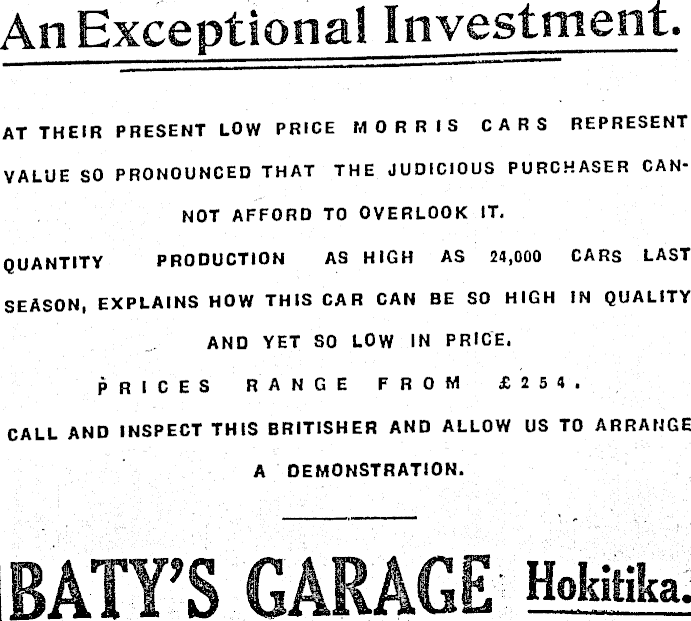 An Exceptional Investment.
AT THEIR PRESENT LOW PRICE MORRIS CARS REPRESENT
VALUE SO PRONOUNCED THAT THE JUDICIOUS PURCHASER CAN-
NOT AFFORD TO OVERLOOK IT.
QUANTITY PRODUCTION AS HIGH AS 24,000 CARS LAST
SEASON, EXPLAINS HOW THIS CAR CAN BE SO HIGH IN QUALITY
AND YET SO LOW IN PRICE.
PRICES RANGE FROM £254.
CALL AND INSPECT THIS BRITISHER AND ALLOW US TO ARRANGE
A DEMONSTRATION.
BATY'S GARAGE Hokitika.